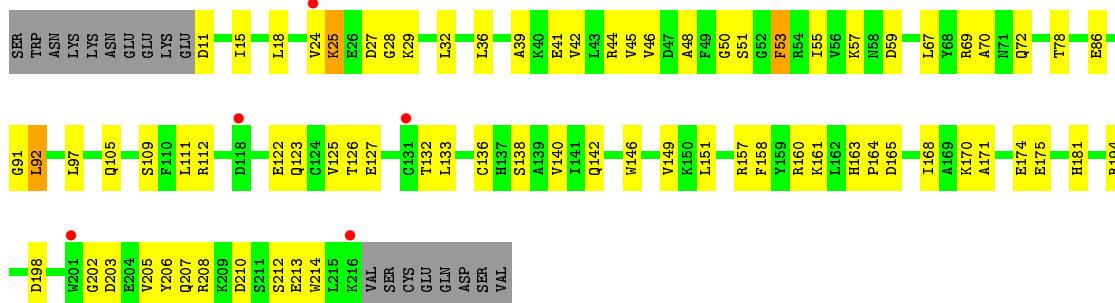 SER TRP ASN LYS LYS ASN GLU GLU LYS GLU D11 I15 L18 V24 K25 E26 D27 G28 K29 L32 L36 A39 K40 E41 V42 L43 R44 V45 V46 D47 A48 F49 G50 S51 G52 F53 R54 I55 V56 K57 N58 D59 L67 Y68 R69 A70 N71 Q72 T78 E86
G91 L92 L97 Q105 S109 F110 L111 R112 D118 E122 Q123 C124 V125 T126 E127 C131 T132 L133 C136 H137 S138 A139 V140 I141 Q142 W146 V149 K150 L151 R157 F158 Y159 R160 K161 L162 H163 P164 D165 I168 A169 K170 A171 E174 E175 H181
D198 W201 G202 D203 E204 V205 Y206 Q207 R208 K209 D210 S211 S212 E213 W214 L215 K216 VAL SER CYS GLU GLN ASP SER VAL